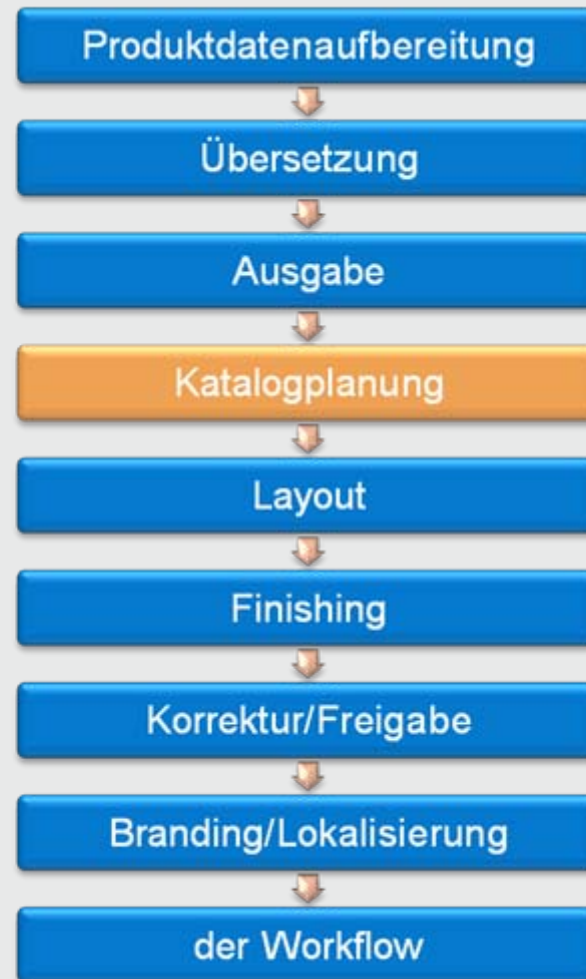 Produktdatenaufbereitung
Übersetzung
Ausgabe
Katalogplanung
Layout
Finishing
Korrektur/Freigabe
Branding/Lokalisierung
der Workflow